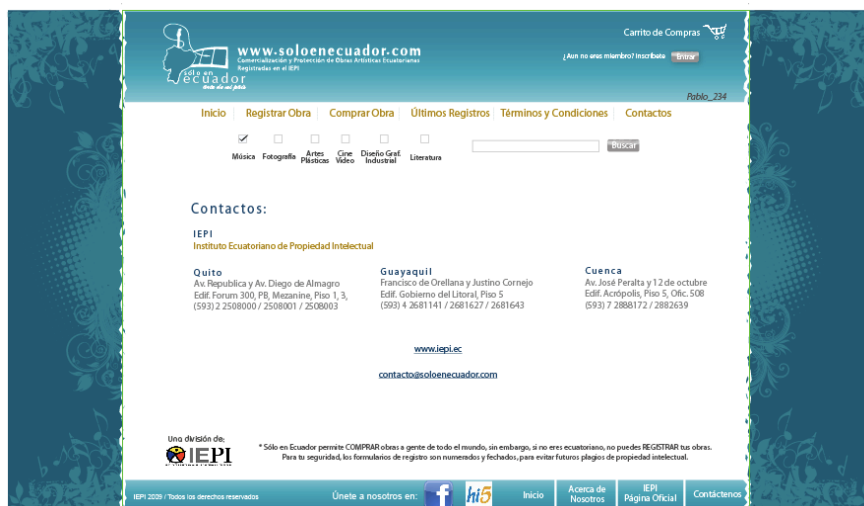 Carrito de Compras
www.soloenecuador.com
Comercialización y Protección de Obras Artísticas Ecuatorianas
Registradas en el IEPI
¿Aun no eres miembro? Inscribete
Entrar
sólo en
ecuador
arte de mi país
Pablo_234
Inicio Registrar Obra Comprar Obra Últimos Registros Términos y Condiciones Contactos
Música Fotografía Artes Plásticas Cine Video Diseño Graf. Industrial Literatura
Buscar
Contactos:
IEPI
Instituto Ecuatoriano de Propiedad Intelectual
Quito
Av. Republica y Av. Diego de Almagro
Edif. Forum 300, PB, Mezanine, Piso 1, 3,
(593) 2 2508000 / 2508001 / 2508003
Guayaquil
Francisco de Orellana y Justino Cornejo
Edif. Gobierno del Litoral, Piso 5
(593) 4 2681141 / 2681627 / 2681643
Cuenca
Av. José Peralta y 12 de octubre
Edif. Acrópolis, Piso 5, Ofic. 508
(593) 7 2888172 / 2882639
www.iepi.ec
contacto@soloenecuador.com
Una división de:
IEPI
* Sólo en Ecuador permite COMPRAR obras a gente de todo el mundo, sin embargo, si no eres ecuatoriano, no puedes REGISTRAR tus obras.
Para tu seguridad, los formularios de registro son numerados y fechados, para evitar futuros plagios de propiedad intelectual.
IEPI 2009 / Todos los derechos reservados
Únete a nosotros en:
f
hi5
Inicio
Acerca de
Nosotros
IEPI
Página Oficial
Contáctenos